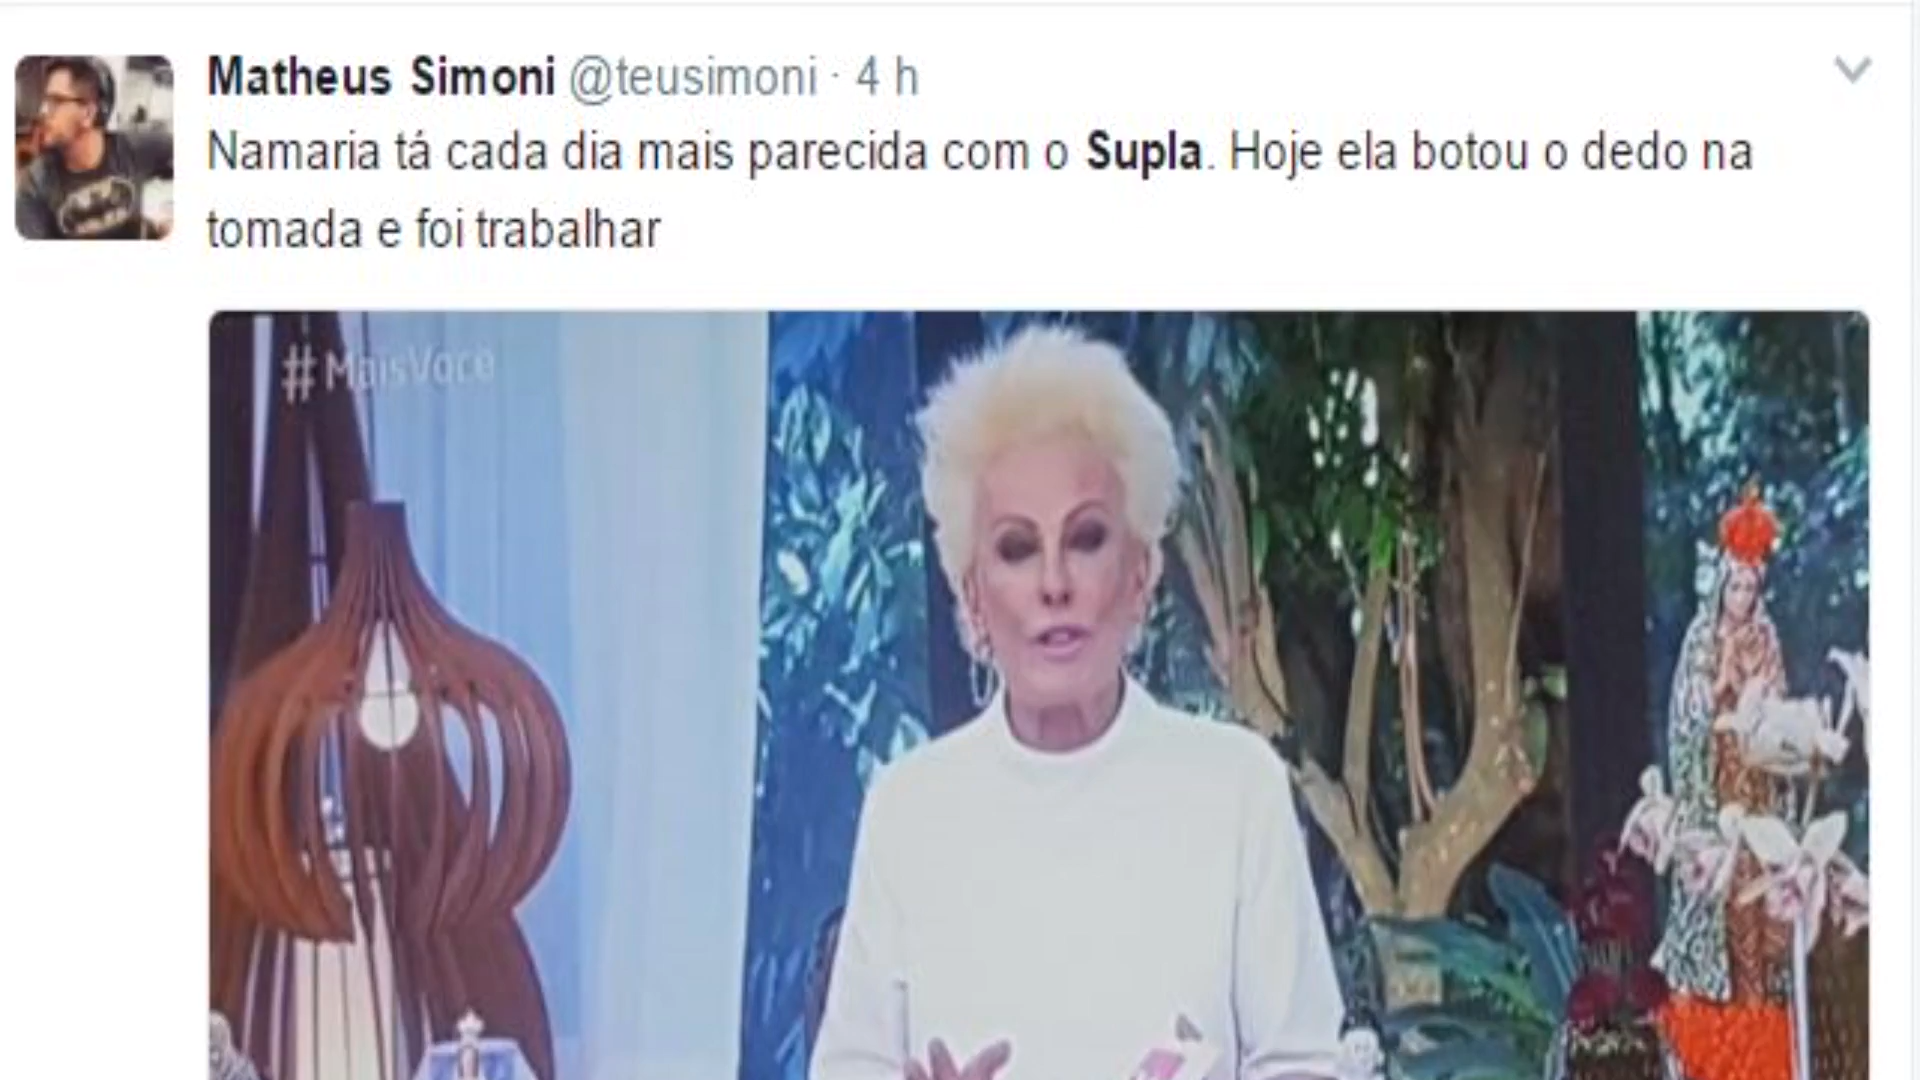 Matheus Simoni @teusimoni · 4 h
Namaria tá cada dia mais parecida com o Supla. Hoje ela botou o dedo na
tomada e foi trabalhar
#MaisVocê